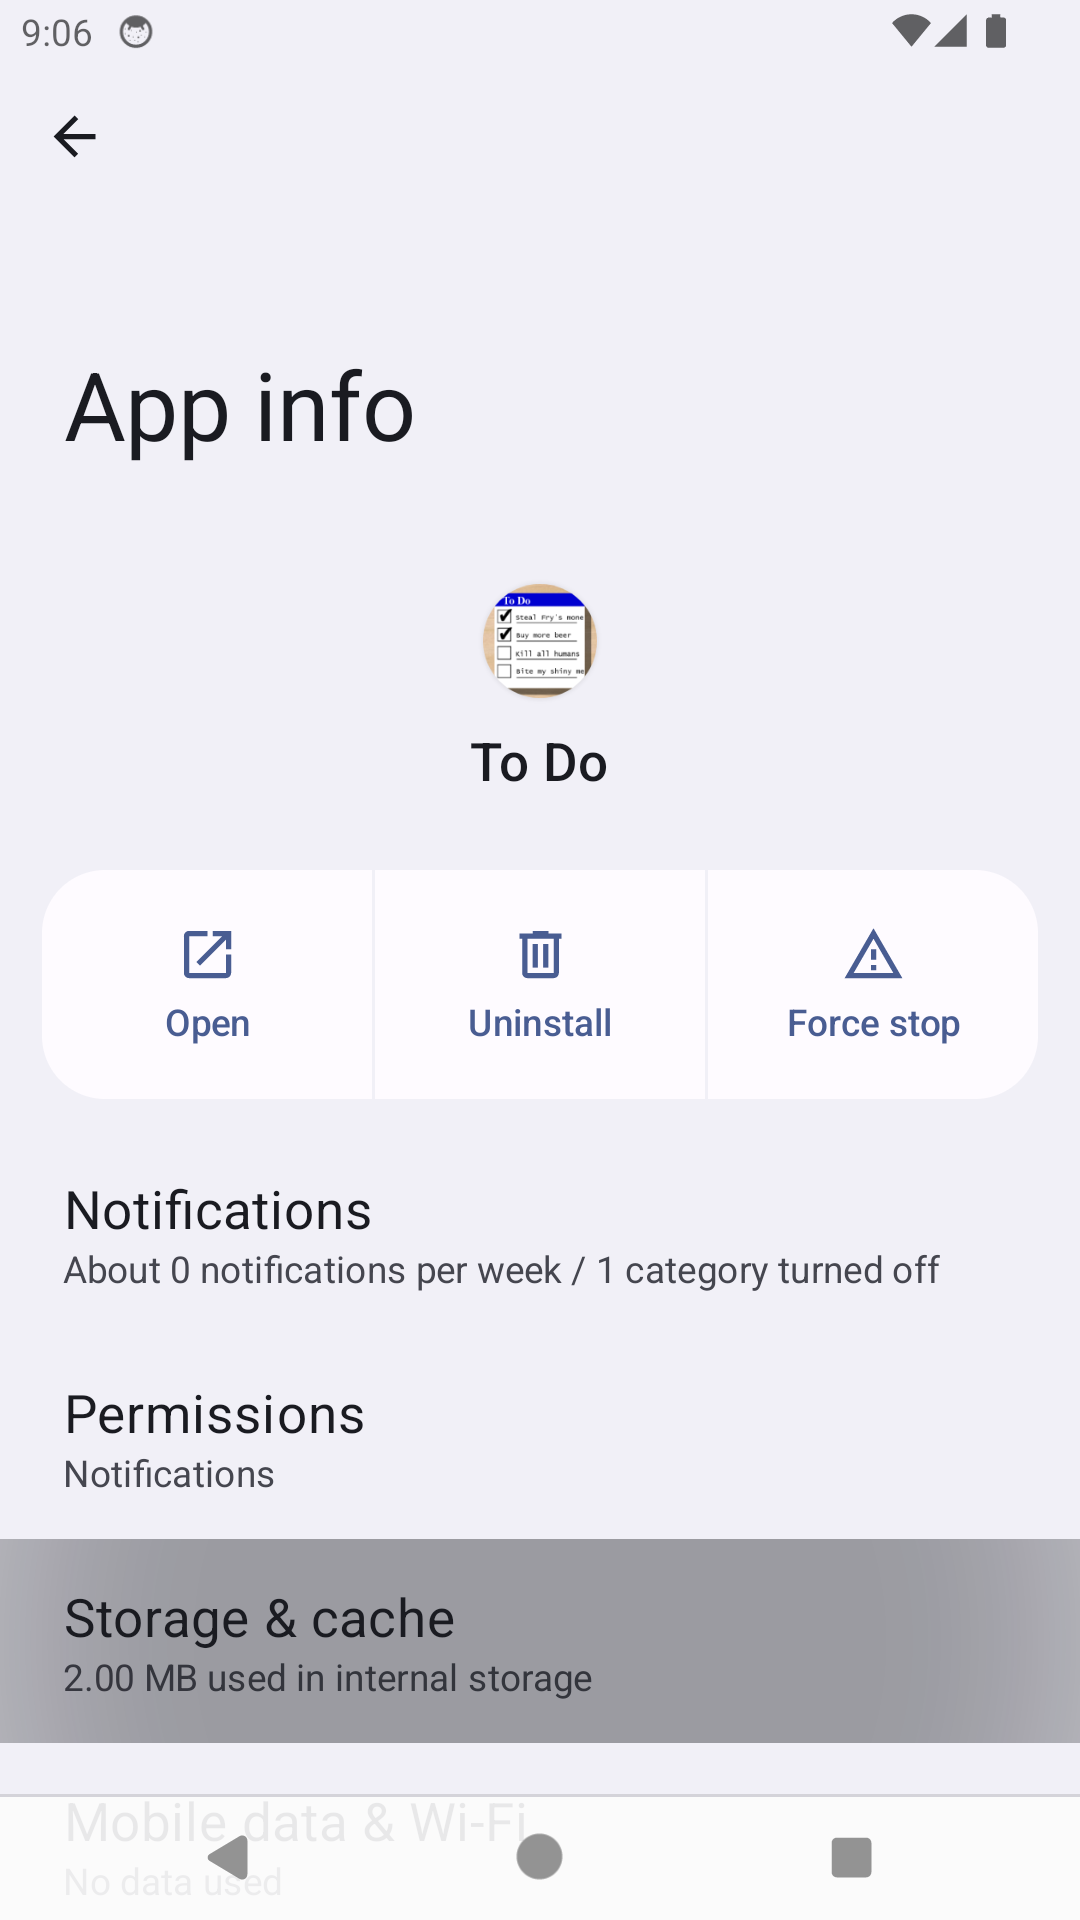 9:06
App info
To Do
Steal Fry's mone
Buy more beer
Kill all humans
Bite my shiny me
To Do
Open
Uninstall
Force stop
Notifications
About 0 notifications per week / 1 category turned off
Permissions
Notifications
Storage & cache
2.00 MB used in internal storage
Mobile data & Wi-Fi
No data used